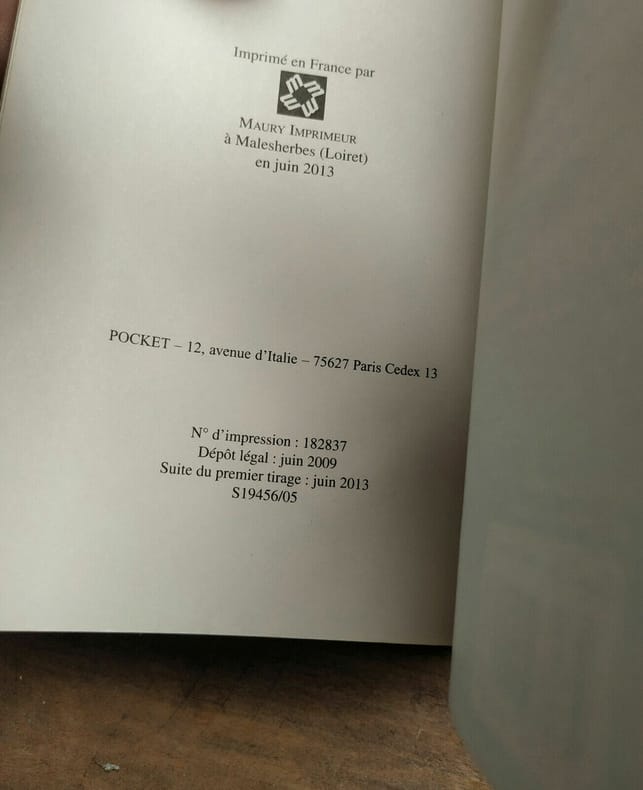 Imprimé en France par
MAURY IMPRIMEUR
à Malesherbes (Loiret)
en juin 2013
POCKET – 12, avenue d'Italie – 75627 Paris Cedex 13
N° d'impression : 182837
Dépôt légal : juin 2009
Suite du premier tirage : juin 2013
S19456/05